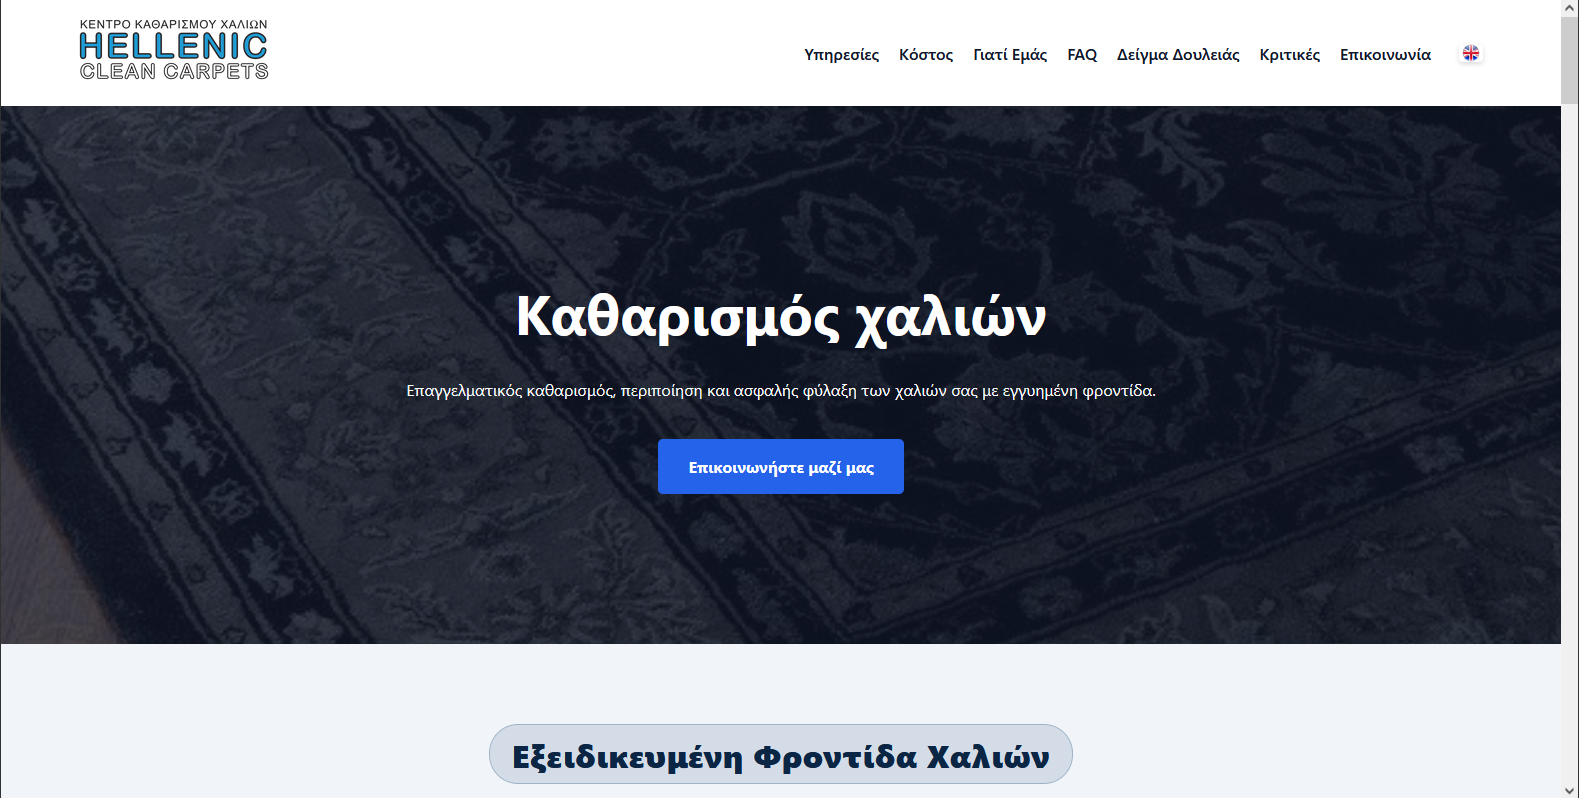 ΚΕΝΤΡΟ ΚΑΘΑΡΙΣΜΟΥ ΧΑΛΙΩΝ
HELLENIC
CLEAN CARPETS
Υπηρεσίες Κόστος Γιατί Εμάς FAQ Δείγμα Δουλειάς Κριτικές Επικοινωνία
Καθαρισμός χαλιών
Επαγγελματικός καθαρισμός, περιποίηση και ασφαλής φύλαξη των χαλιών σας με εγγυημένη φροντίδα.
Επικοινωνήστε μαζί μας
Εξειδικευμένη Φροντίδα Χαλιών